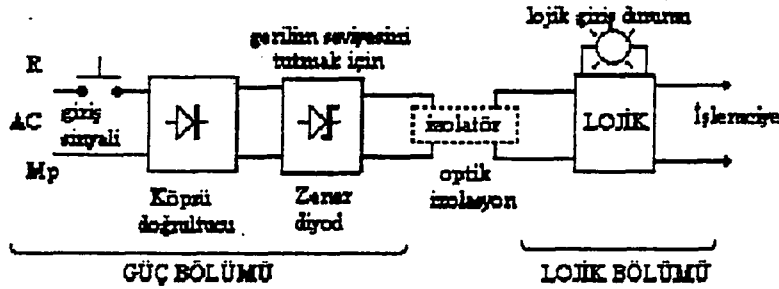 lojik giriş durumu
gerilim seviyesini
tutmak için
R
AC
giriş
sinyali
Mp
izolatör
LOJİK
İşlemciye
optik
izolasyon
Köprü
doğrultucu
Zener
diyod
GÜÇ BÖLÜMÜ
LOJİK BÖLÜMÜ